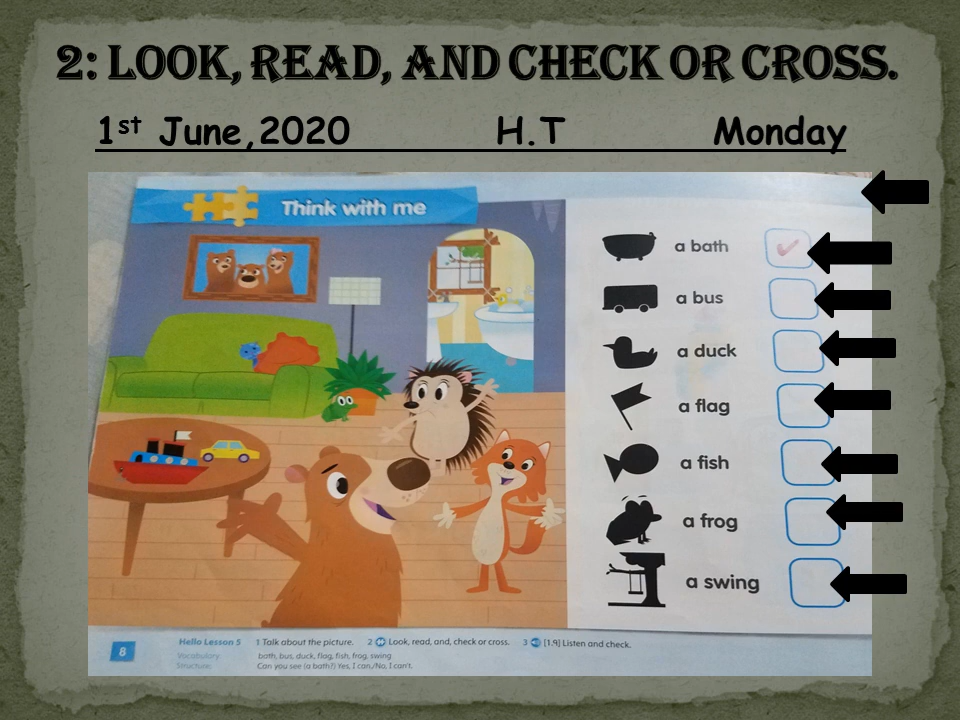 2: LOOK, READ, AND CHECK OR CROSS.
1st June,2020 H.T Monday
Think with me
a bath
a bus
a duck
a flag
a fish
a frog
a swing
8 Hello Lesson 5 1 Talk about the picture. 2 Look, read, and, check or cross. 3 [1.9] Listen and check.
Vocabulary bath, bus, duck, flag, fish, frog, swing
Structure: Can you see (a bath?) Yes, I can./No, I can't.